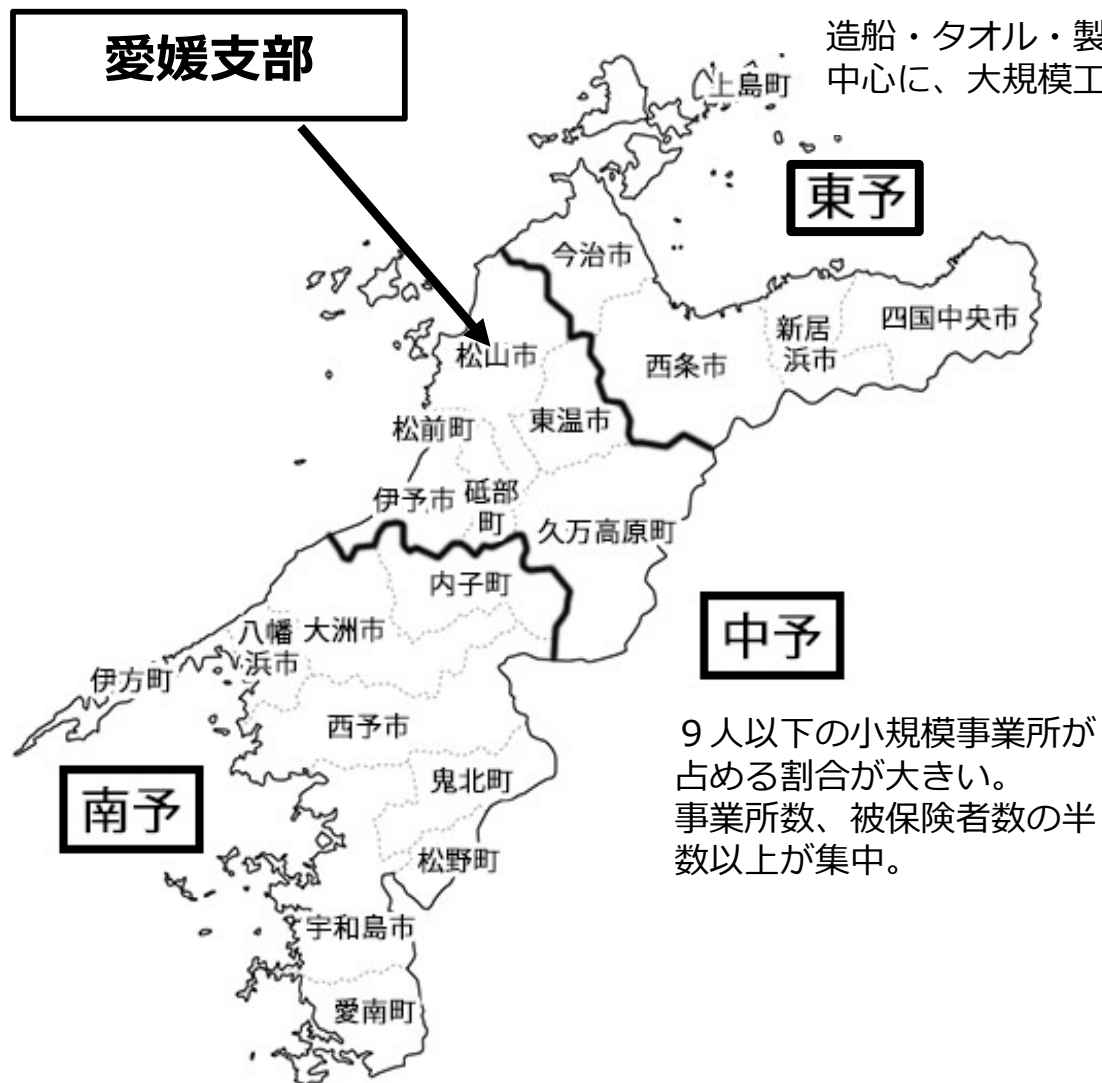 愛媛支部
造船・タオル・製
中心に、大規模工
上島町
東予
今治市
四国中央市
新居
浜市
西条市
松山市
東温市
松前町
伊予市
砥部
町
久万高原町
内子町
中予
八幡
浜市
大洲市
伊方町
西予市
9人以下の小規模事業所が
占める割合が大きい。
事業所数、被保険者数の半
数以上が集中。
鬼北町
南予
松野町
宇和島市
愛南町